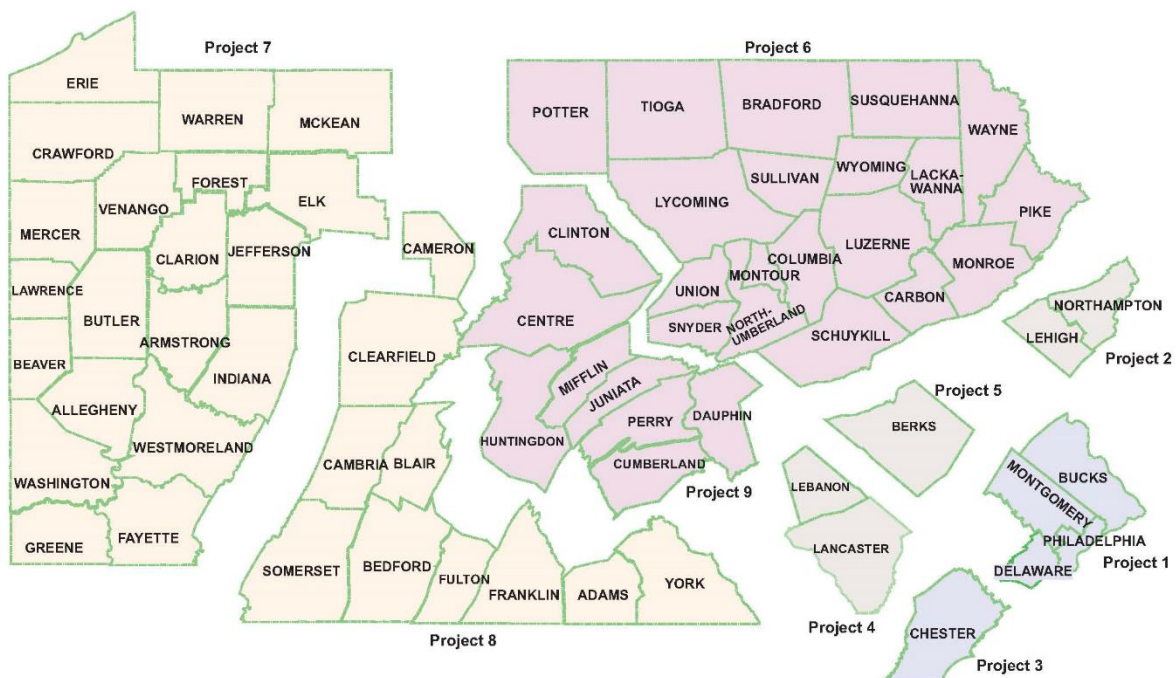 Project 7
ERIE
WARREN
MCKEAN
CRAWFORD
FOREST
VENANGO
ELK
MERCER
CLARION
JEFFERSON
LAWRENCE
BUTLER
ARMSTRONG
BEAVER
INDIANA
ALLEGHENY
WESTMORELAND
WASHINGTON
GREENE
FAYETTE
CAMERON
CLEARFIELD
CAMBRIA
BLAIR
SOMERSET
BEDFORD
FULTON
FRANKLIN
ADAMS
YORK
Project 8
Project 6
POTTER
TIOGA
BRADFORD
SUSQUEHANNA
WAYNE
WYOMING
SULLIVAN
LACKA-
WANNA
LYCOMING
PIKE
LUZERNE
COLUMBIA
MONTOUR
MONROE
UNION
CARBON
SNYDER
NORTH-
UMBERLAND
SCHUYKILL
CLINTON
CENTRE
MIFFLIN
JUNIATA
HUNTINGDON
PERRY
DAUPHIN
CUMBERLAND
Project 9
NORTHAMPTON
LEHIGH
Project 2
Project 5
BERKS
LEBANON
LANCASTER
Project 4
BUCKS
MONTGOMERY
PHILADELPHIA
DELAWARE
Project 1
CHESTER
Project 3